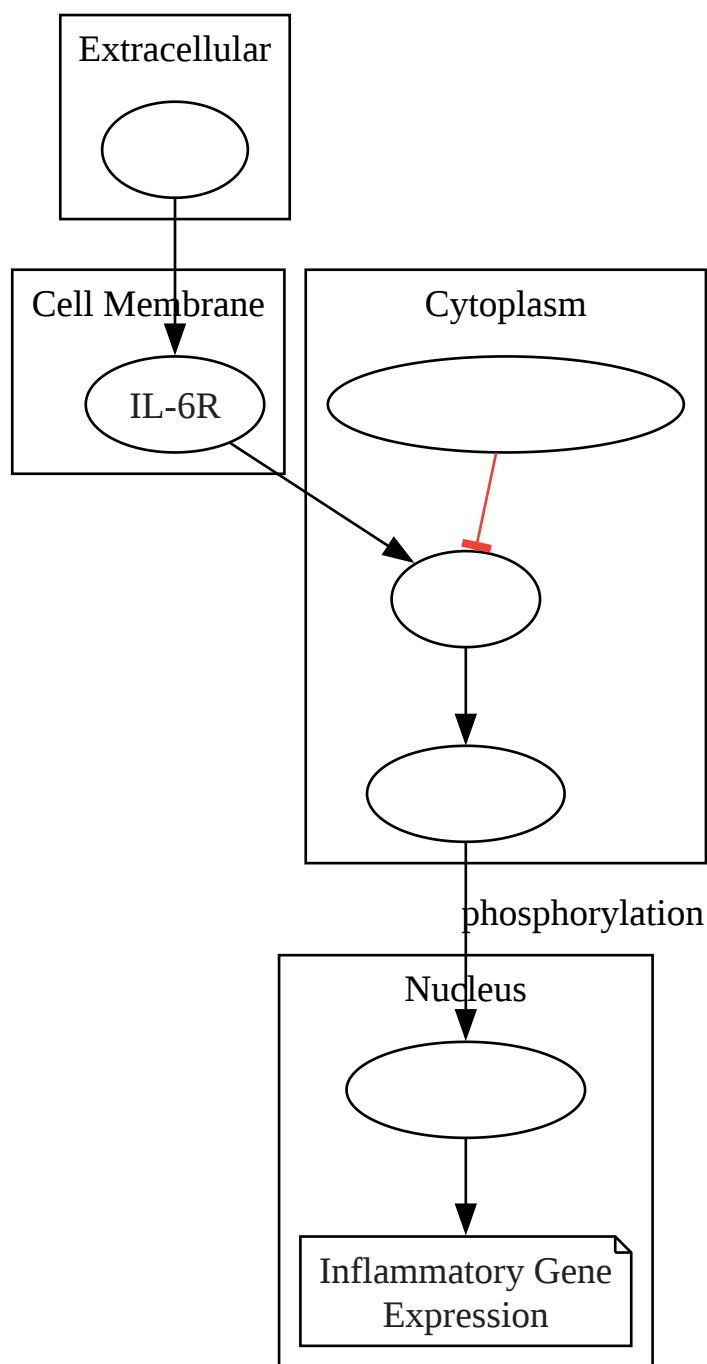 Extracellular
Cell Membrane
Cytoplasm
IL-6R
phosphorylation
Nucleus
Inflammatory Gene
Expression